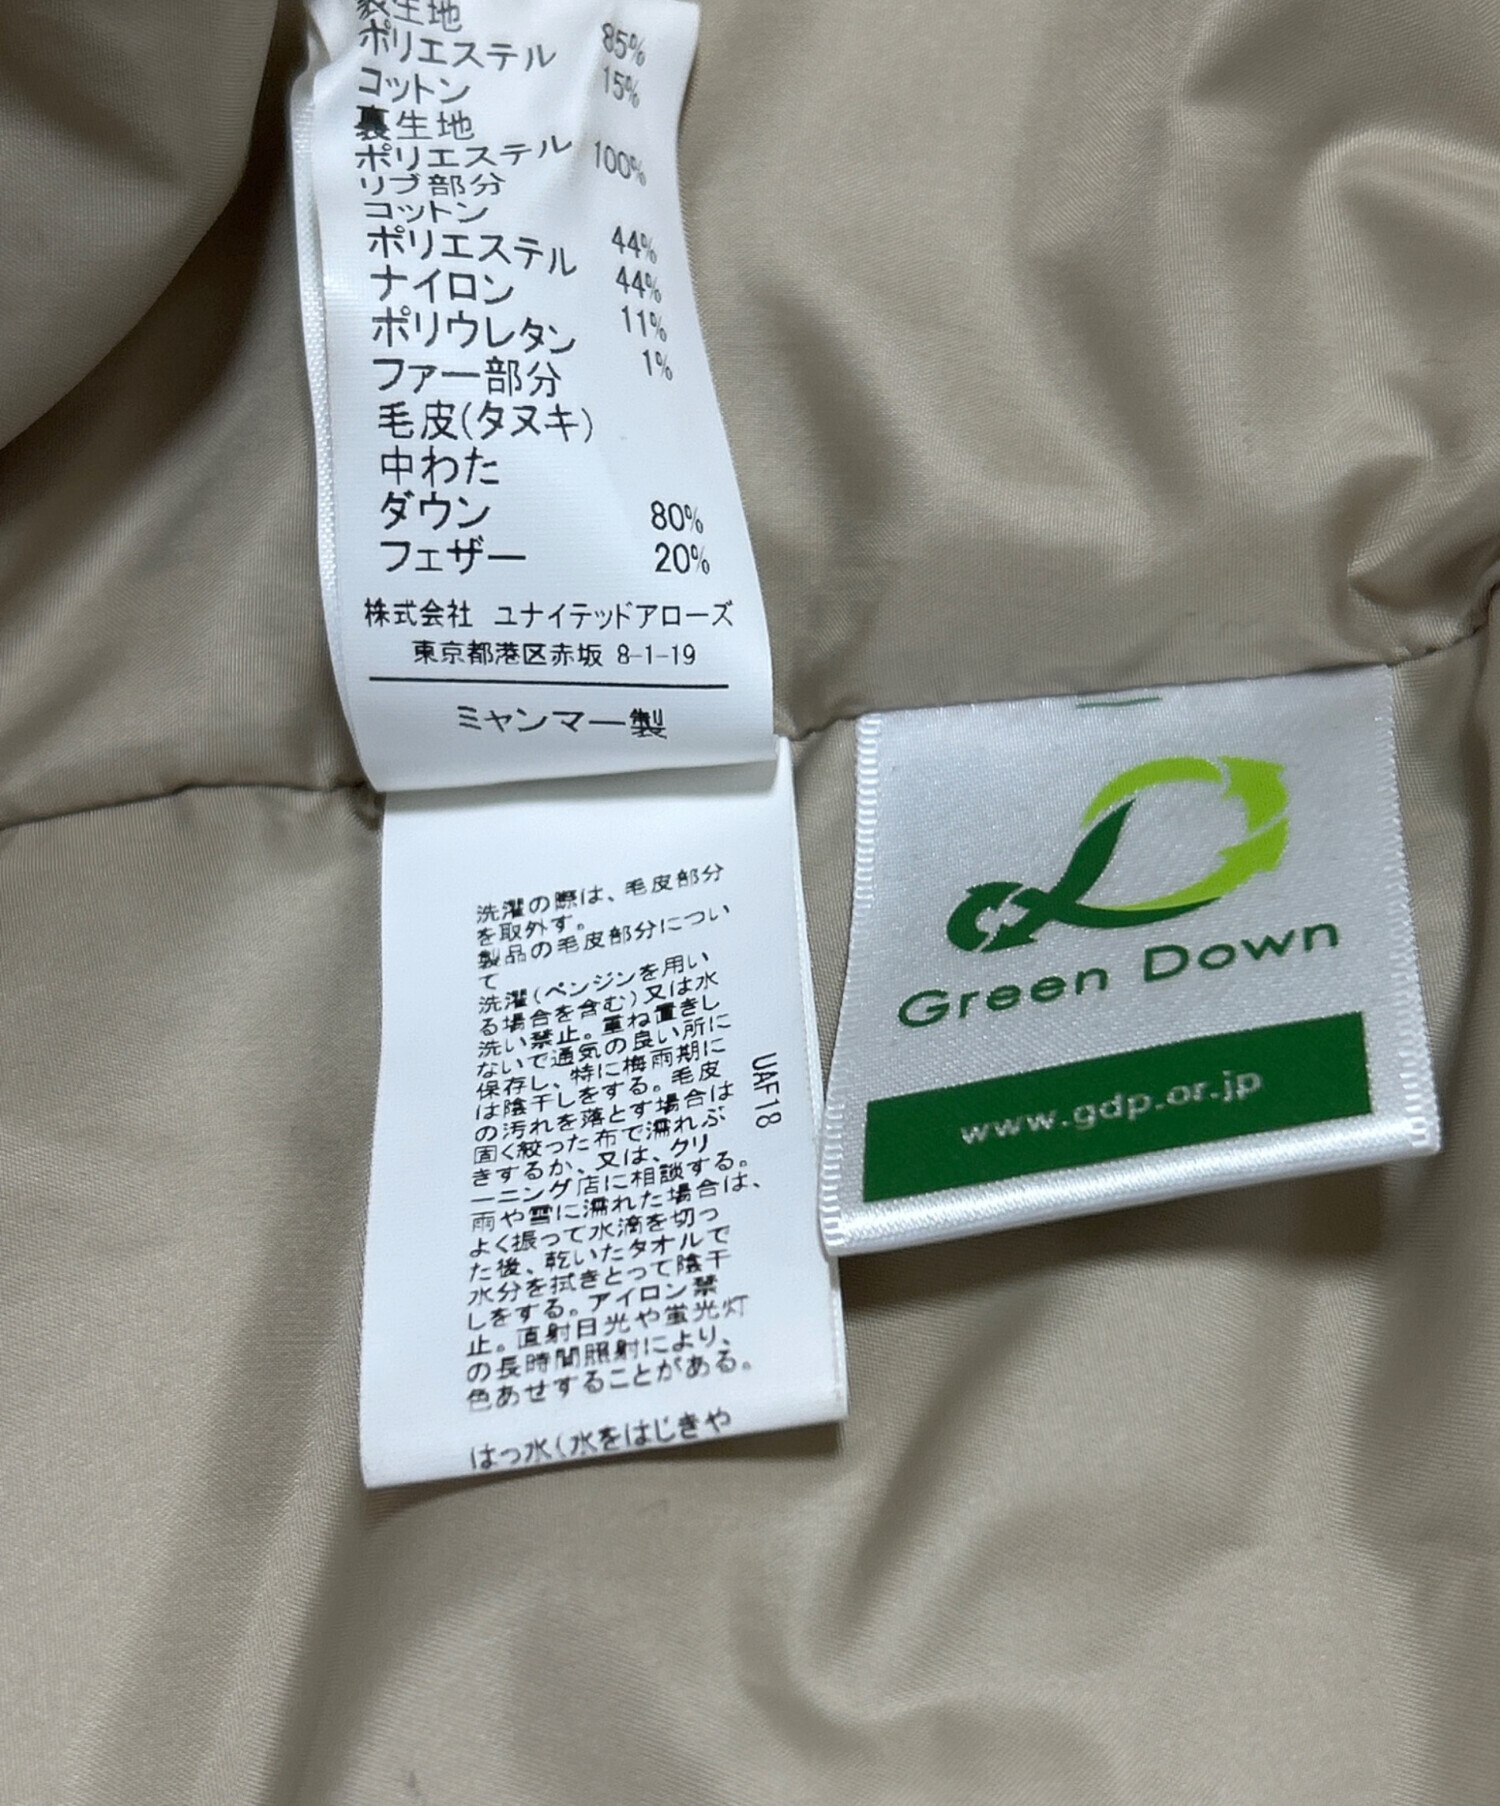 表生地
ポリエステル 85%
コットン 15%
裏生地
ポリエステル 100%
リブ部分
コットン 44%
ポリエステル 44%
ナイロン 11%
ポリウレタン 1%
ファー部分
毛皮(タヌキ)
中わた
ダウン 80%
フェザー 20%
株式会社 ユナイテッドアローズ
東京都港区赤坂 8-1-19
ミャンマー製
洗濯の際は、毛皮部分
を取外す。
製品の毛皮部分につい
て
洗濯(ベンジンを用い
る場合を含む)又は水
洗い禁止。重ね置きし
ないで通気の良い所に
保存し、特に梅雨期に
は陰干しをする。毛皮
の汚れを落とす場合は
固く絞った布で濡れぶ
きするか、又は、クリ
ーニング店に相談する。
雨や雪に濡れた場合は、
よく振って水滴を切っ
た後、乾いたタオルで
水分を拭きとって陰干
しをする。アイロン禁
止。直射日光や蛍光灯
の長時間照射により、
色あせすることがある。
はっ水(水をはじきや
UAF18
Green Down
www.gdp.or.jp